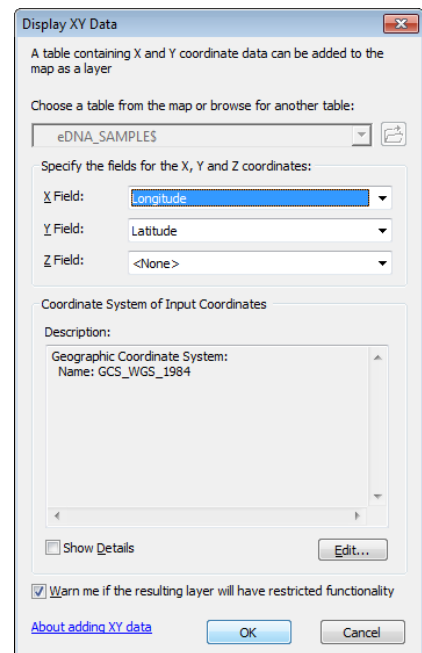 Display XY Data
A table containing X and Y coordinate data can be added to the
map as a layer
Choose a table from the map or browse for another table:
eDNA_SAMPLE$
Specify the fields for the X, Y and Z coordinates:
X Field: Longitude
Y Field: Latitude
Z Field: <None>
Coordinate System of Input Coordinates
Description:
Geographic Coordinate System:
Name: GCS_WGS_1984
Show Details Edit...
Warn me if the resulting layer will have restricted functionality
About adding XY data OK Cancel